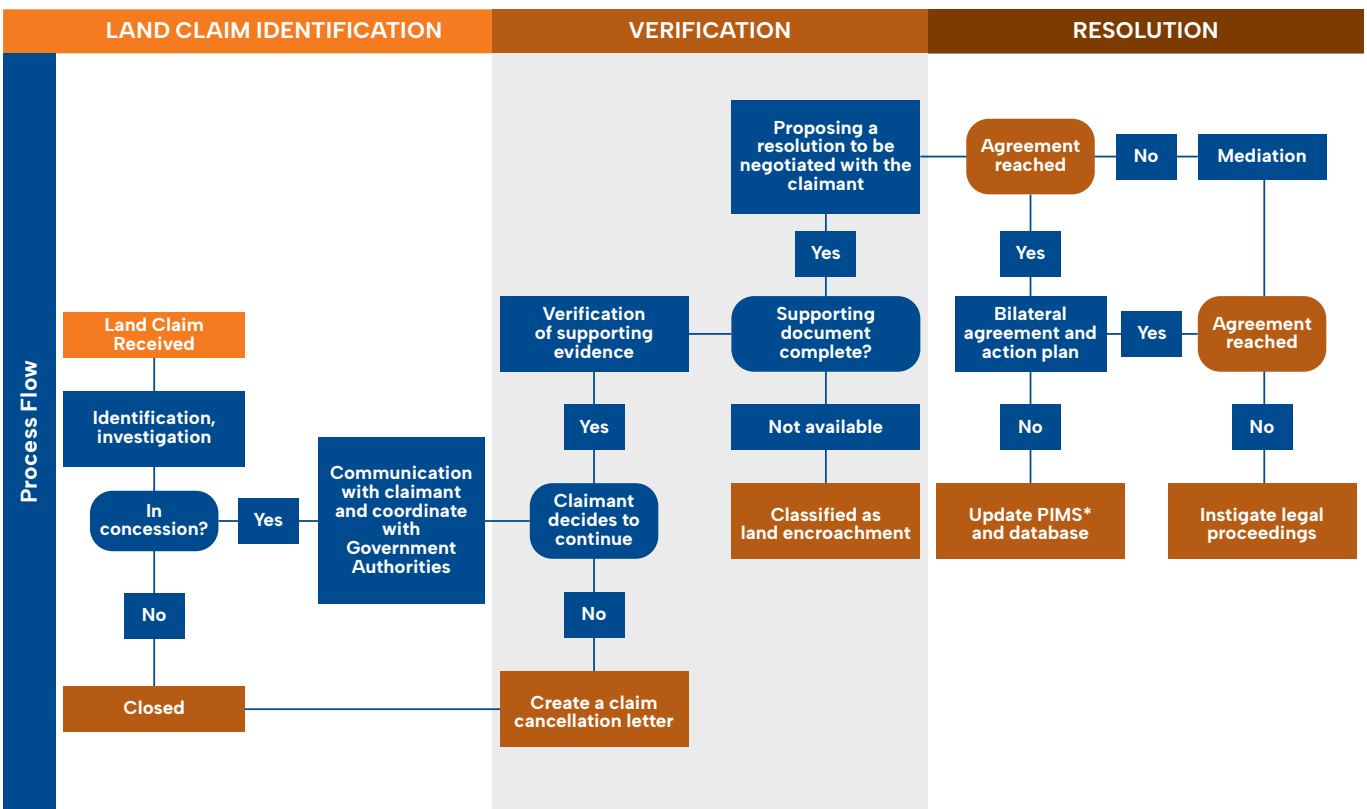 LAND CLAIM IDENTIFICATION
VERIFICATION
RESOLUTION
Process Flow
Land Claim
Received
Identification,
investigation
In
concession?
Yes
No
Closed
Communication
with claimant
and coordinate
with
Government
Authorities
Claimant
decides to
continue
No
Create a claim
cancellation letter
Yes
Verification
of supporting
evidence
Supporting
document
complete?
Not available
Classified as
land encroachment
Yes
Proposing a
resolution to be
negotiated with the
claimant
Agreement
reached
No
Mediation
Yes
Bilateral
agreement and
action plan
Yes
Agreement
reached
No
Update PIMS*
and database
No
Instigate legal
proceedings